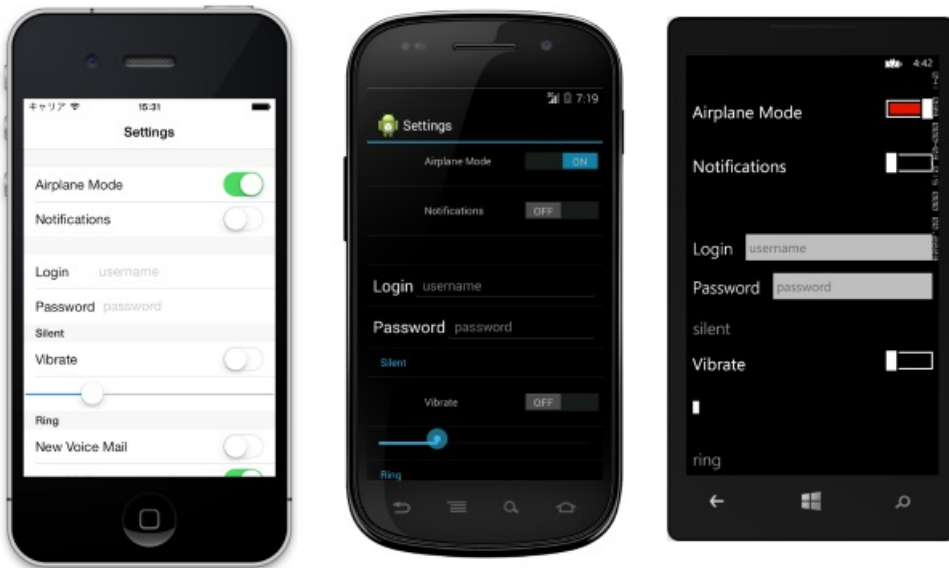 キャリア 15:31
Settings
Airplane Mode
Notifications
Login username
Password password
Silent
Vibrate
Ring
New Voice Mail
7:19
Settings
Airplane Mode ON
Notifications OFF
Login username
Password password
Silent
Vibrate OFF
Ring
4:42
Airplane Mode
Notifications
Login username
Password password
silent
Vibrate
ring